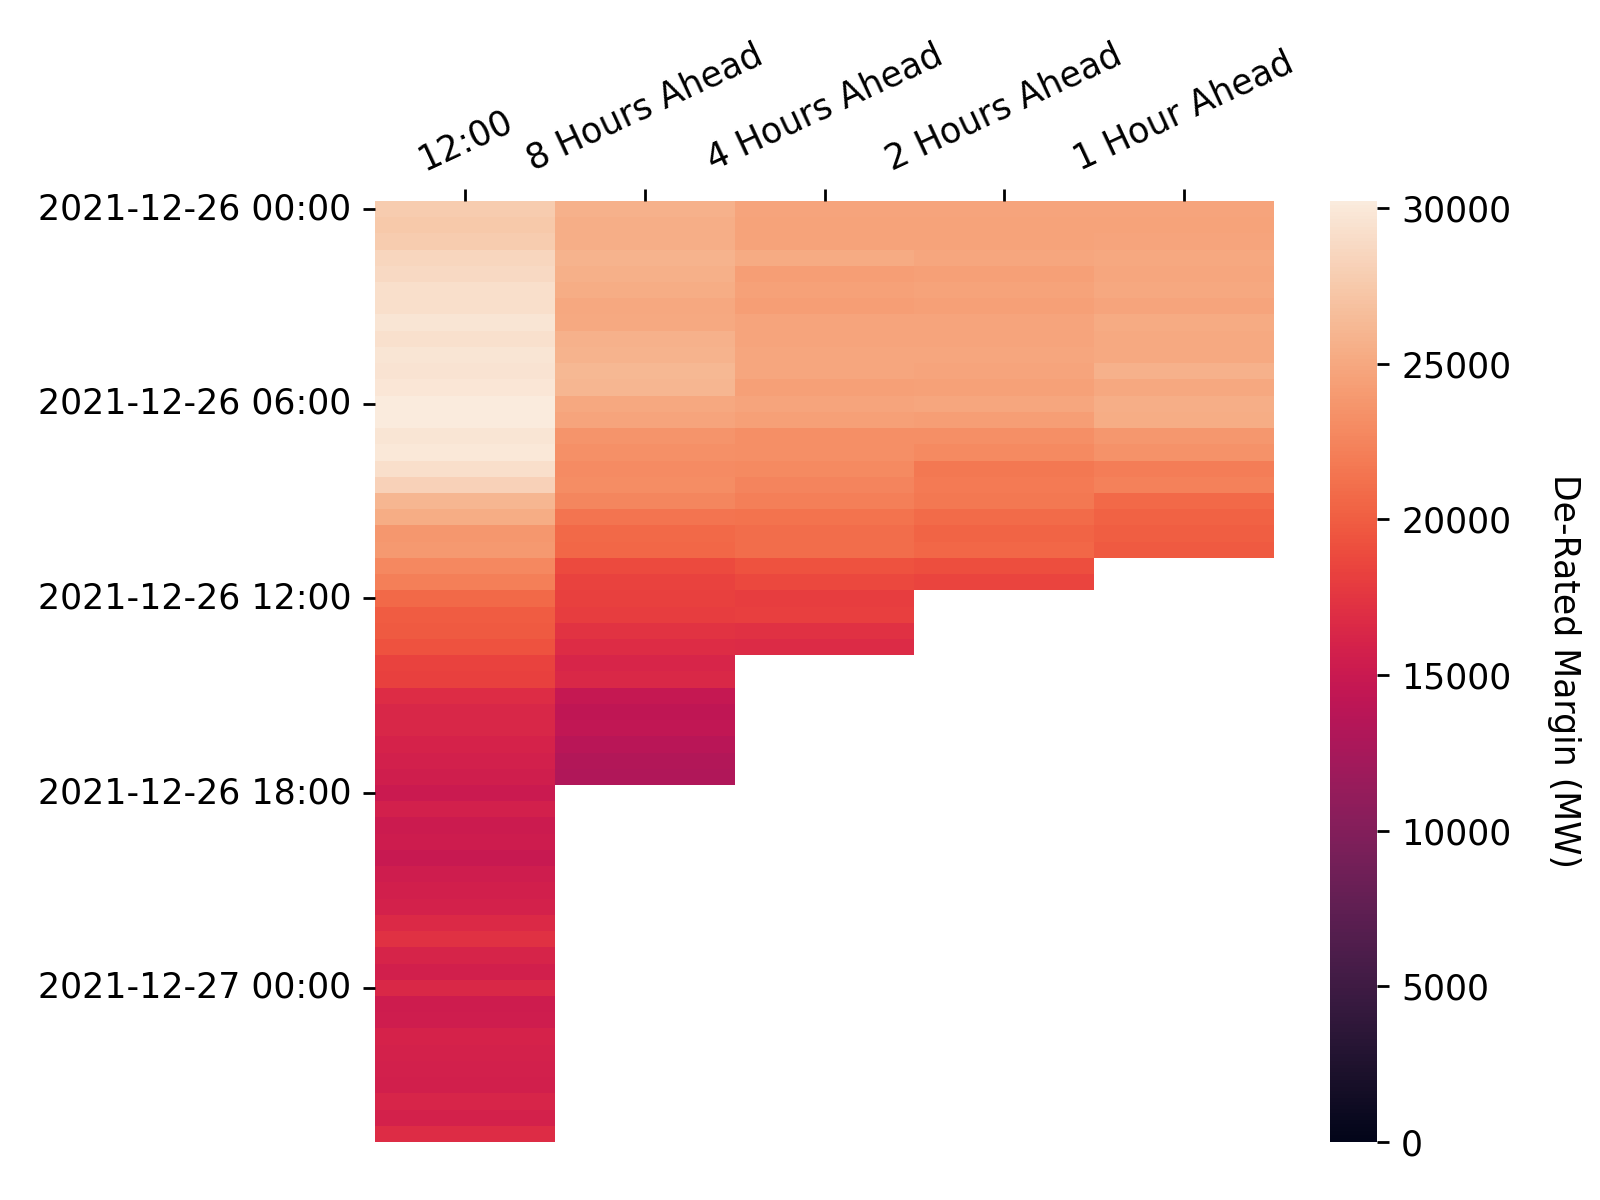 12:00
8 Hours Ahead
4 Hours Ahead
2 Hours Ahead
1 Hour Ahead
2021-12-26 00:00
2021-12-26 06:00
2021-12-26 12:00
2021-12-26 18:00
2021-12-27 00:00
30000
25000
20000
15000
10000
5000
0
De-Rated Margin (MW)